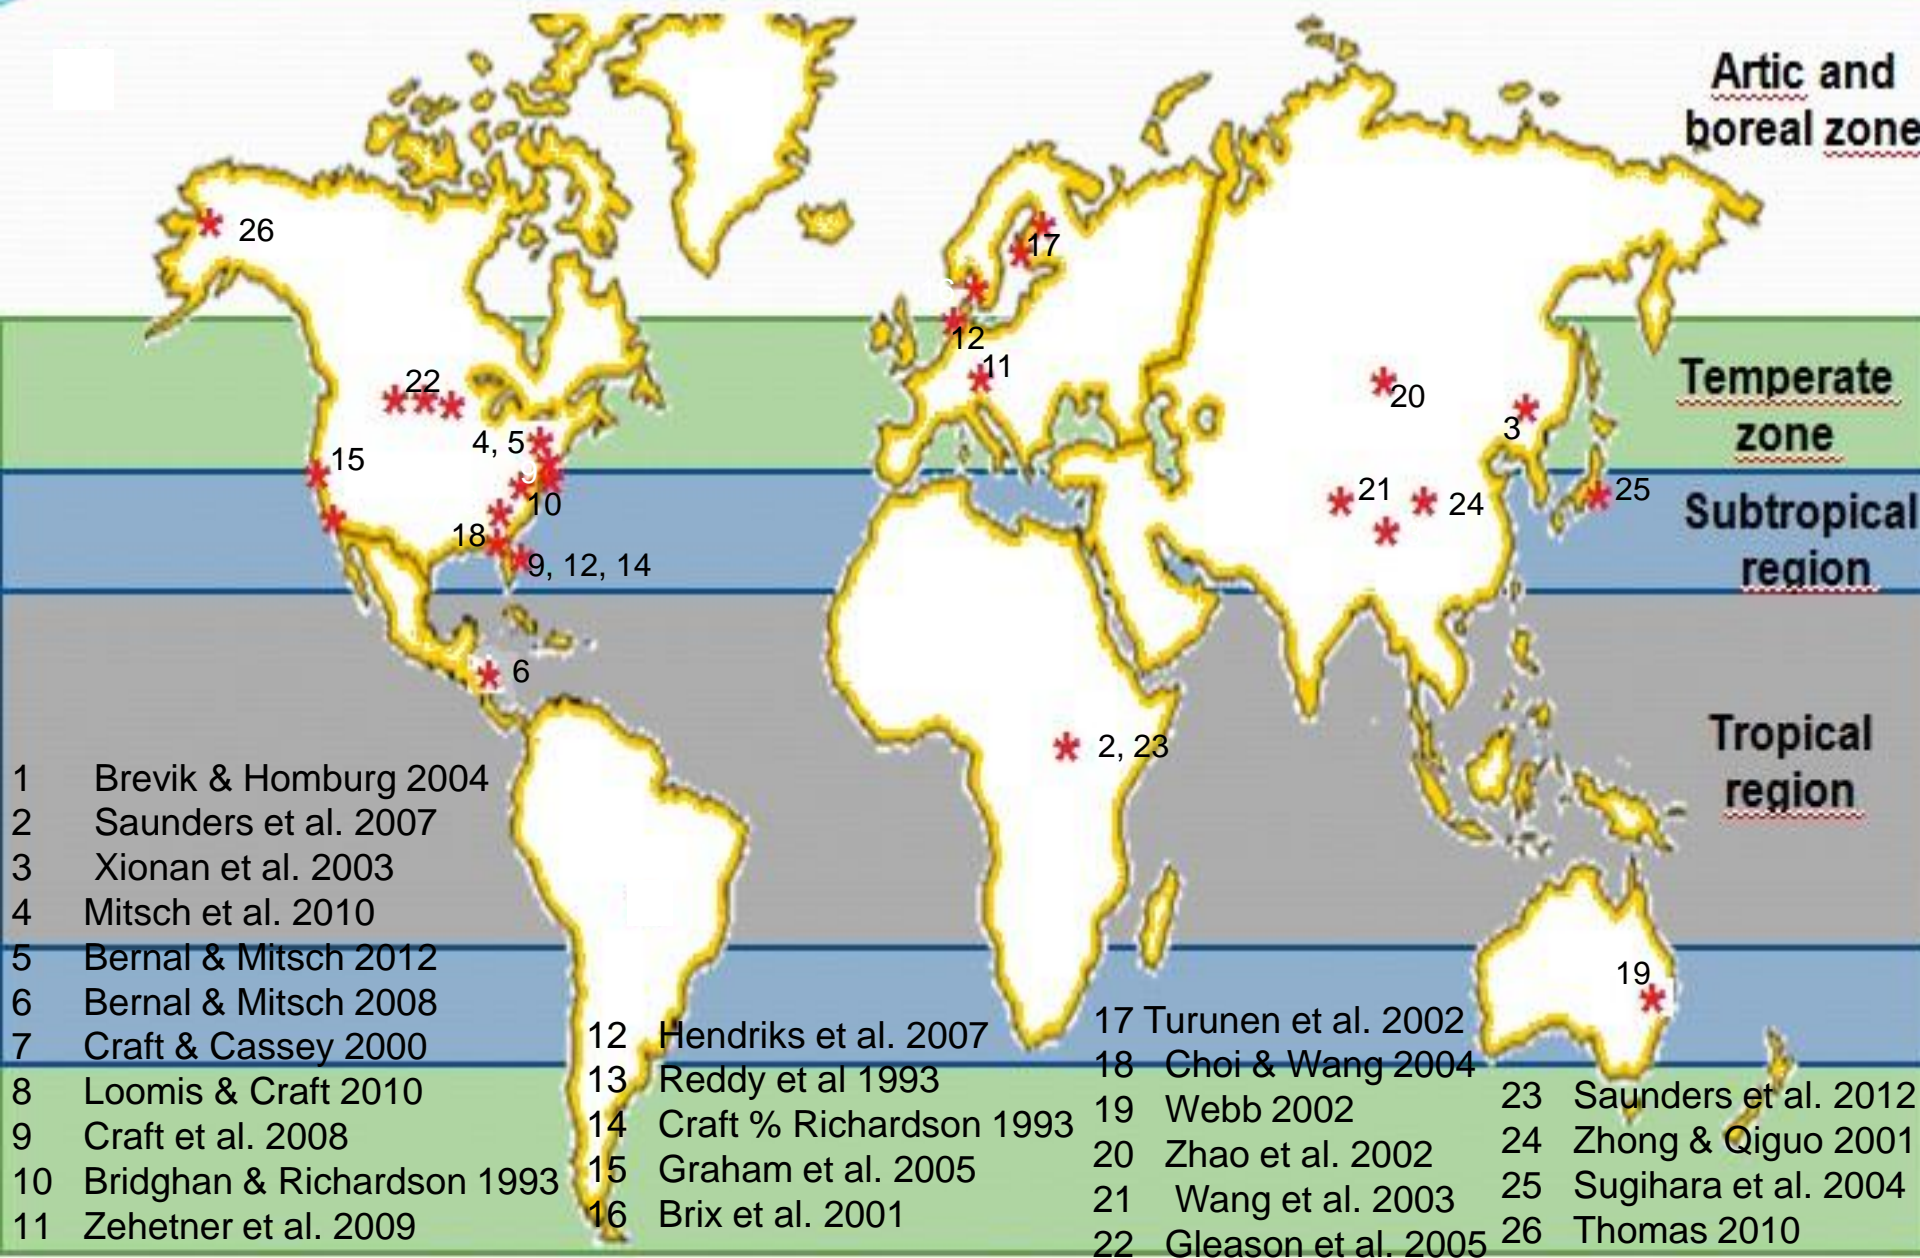 Artic and
boreal zone
26
17
12
11
Temperate
zone
22
20
3
4, 5
15
9
10
21
24
25
Subtropical
region
18
9, 12, 14
6
2, 23
Tropical
region
19
1 Brevik & Homburg 2004
2 Saunders et al. 2007
3 Xionan et al. 2003
4 Mitsch et al. 2010
5 Bernal & Mitsch 2012
6 Bernal & Mitsch 2008
7 Craft & Cassey 2000
8 Loomis & Craft 2010
9 Craft et al. 2008
10 Bridghan & Richardson 1993
11 Zehetner et al. 2009
12 Hendriks et al. 2007
13 Reddy et al 1993
14 Craft % Richardson 1993
15 Graham et al. 2005
16 Brix et al. 2001
17 Turunen et al. 2002
18 Choi & Wang 2004
19 Webb 2002
20 Zhao et al. 2002
21 Wang et al. 2003
22 Gleason et al. 2005
23 Saunders et al. 2012
24 Zhong & Qiguo 2001
25 Sugihara et al. 2004
26 Thomas 2010